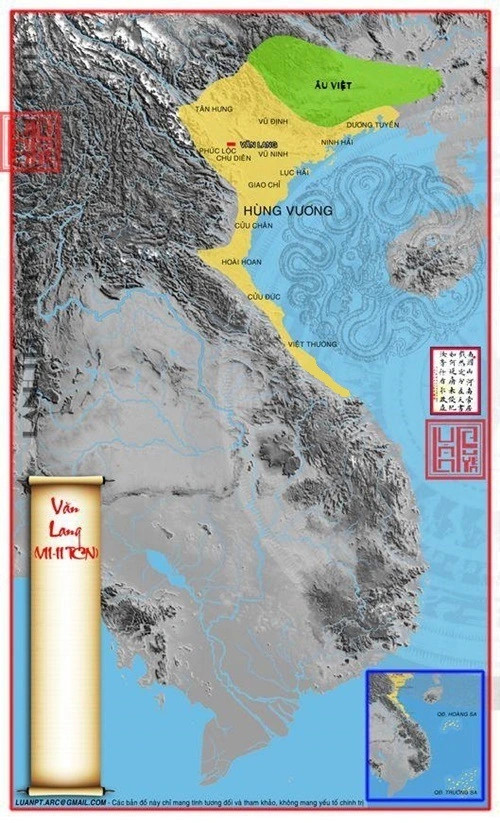 ÂU VIỆT
TÂN HƯNG
VŨ ĐỊNH
DƯƠNG TUYỀN
PHÚC LỘC
VĂN LANG
NINH HẢI
CHU DIÊN
VŨ NINH
LỤC HẢI
GIAO CHỈ
HÙNG VƯƠNG
CỬU CHÂN
HOÀI HOAN
CỬU ĐỨC
VIỆT THƯỜNG
Văn
Lang
(VII-II TCN)
QĐ. HOÀNG SA
QĐ. TRƯỜNG SA
LUANPT.ARC@GMAIL.COM - Các bản đồ này chỉ mang tính tương đối và tham khảo, không mang yếu tố chính trị